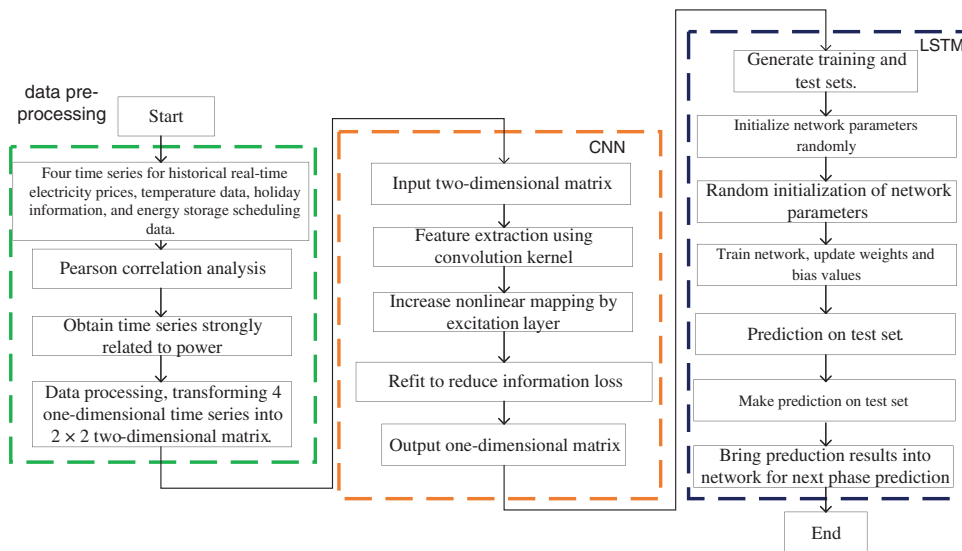 data pre-
processing
Start
Four time series for historical real-time
electricity prices, temperature data, holiday
information, and energy storage scheduling
data.
Pearson correlation analysis
Obtain time series strongly
related to power
Data processing, transforming 4
one-dimensional time series into
2 × 2 two-dimensional matrix.
CNN
Input two-dimensional matrix
Feature extraction using
convolution kernel
Increase nonlinear mapping by
excitation layer
Refit to reduce information loss
Output one-dimensional matrix
LSTM
Generate training and
test sets.
Initialize network parameters
randomly
Random initialization of network
parameters
Train network, update weights and
bias values
Prediction on test set.
Make prediction on test set
Bring prduction results into
network for next phase prediction
End